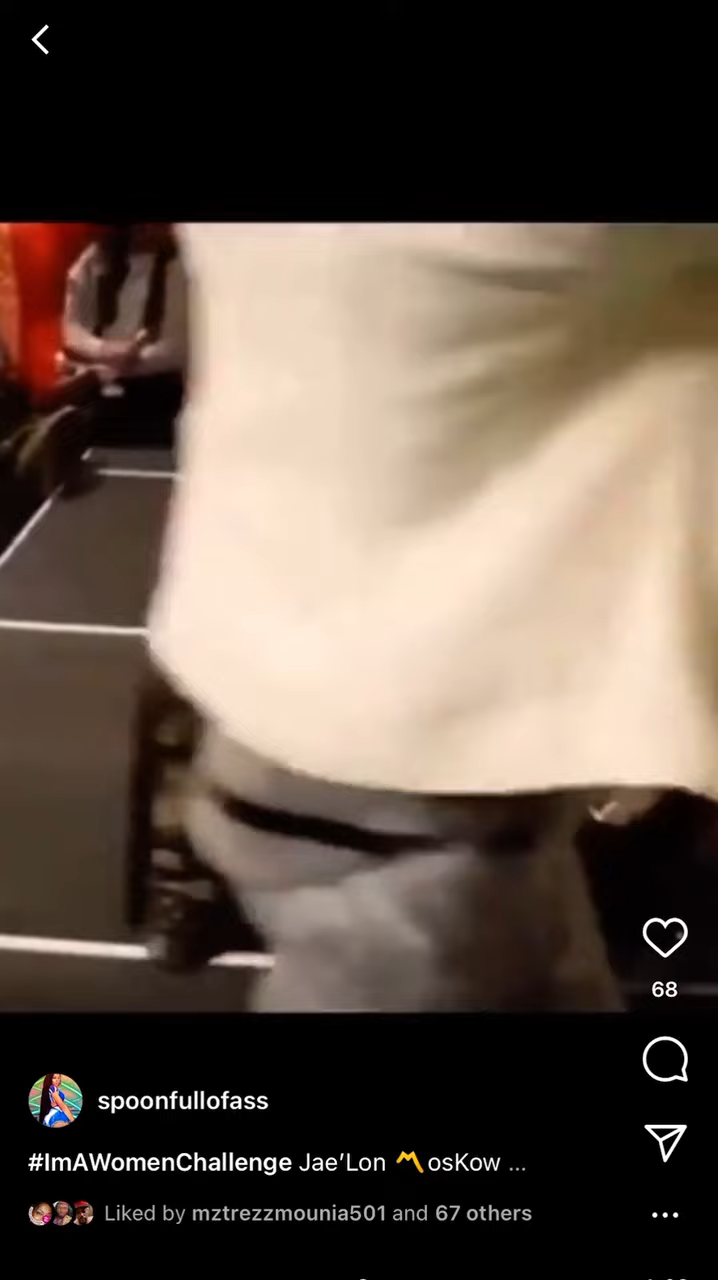 68
spoonfullofass
#ImAWomenChallenge Jae’Lon 〽️osKow ...
Liked by mztrezzmounia501 and 67 others